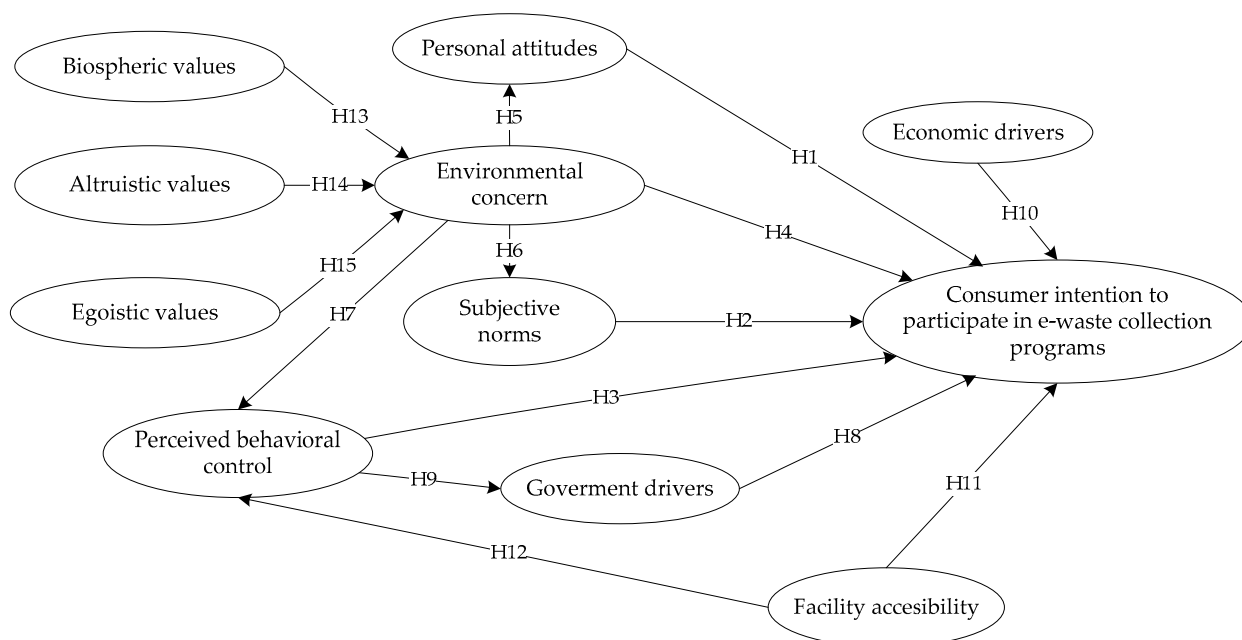 Personal attitudes
Biospheric values
H5
H13
Economic drivers
H1
Environmental
concern
Altruistic values
H14
H10
H4
H6
H15
Egoistic values
H7
Subjective
norms
H2
Consumer intention to
participate in e-waste collection
programs
H3
Perceived behavioral
control
H8
H9
Goverment drivers
H11
H12
Facility accesibility